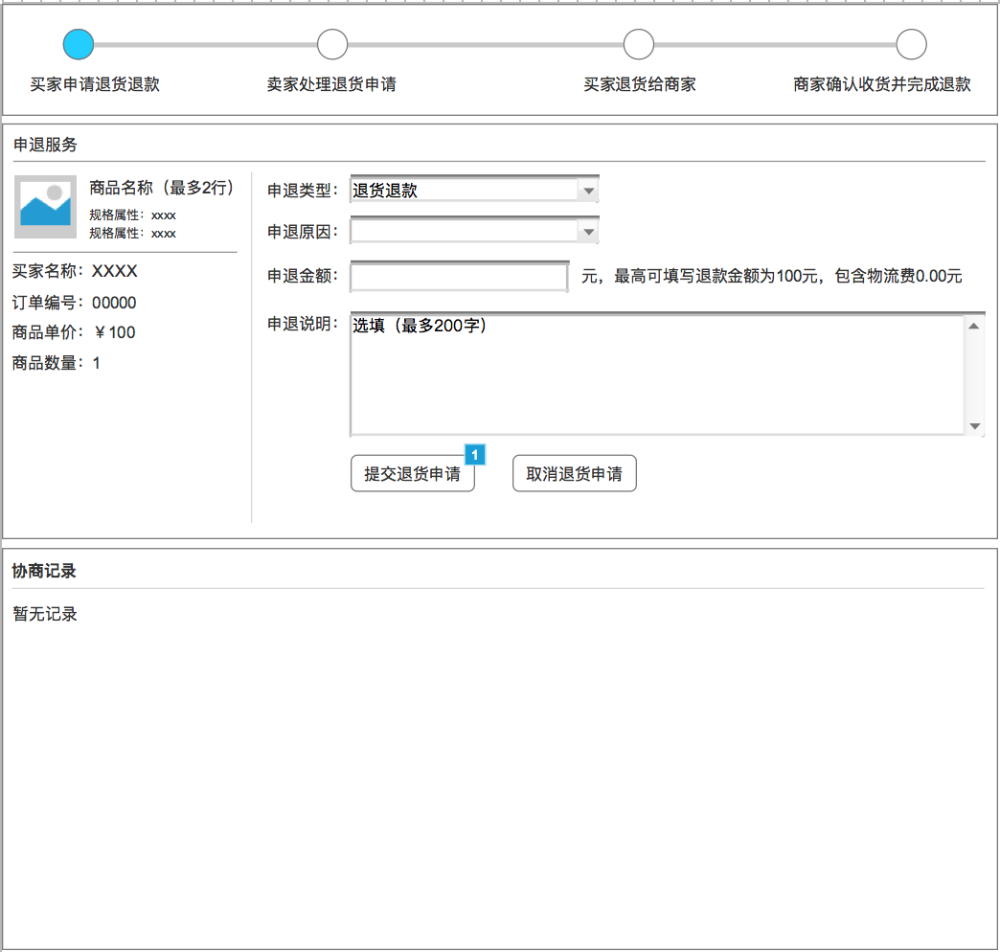 买家申请退货退款 卖家处理退货申请 买家退货给商家 商家确认收货并完成退款
申退服务
商品名称（最多2行）
规格属性：xxxx
规格属性：xxxx
买家名称：XXXX
订单编号：00000
商品单价：￥100
商品数量：1
申退类型： 退货退款
申退原因：
申退金额： 元，最高可填写退款金额为100元，包含物流费0.00元
申退说明： 选填（最多200字）
提交退货申请 1 取消退货申请
协商记录
暂无记录